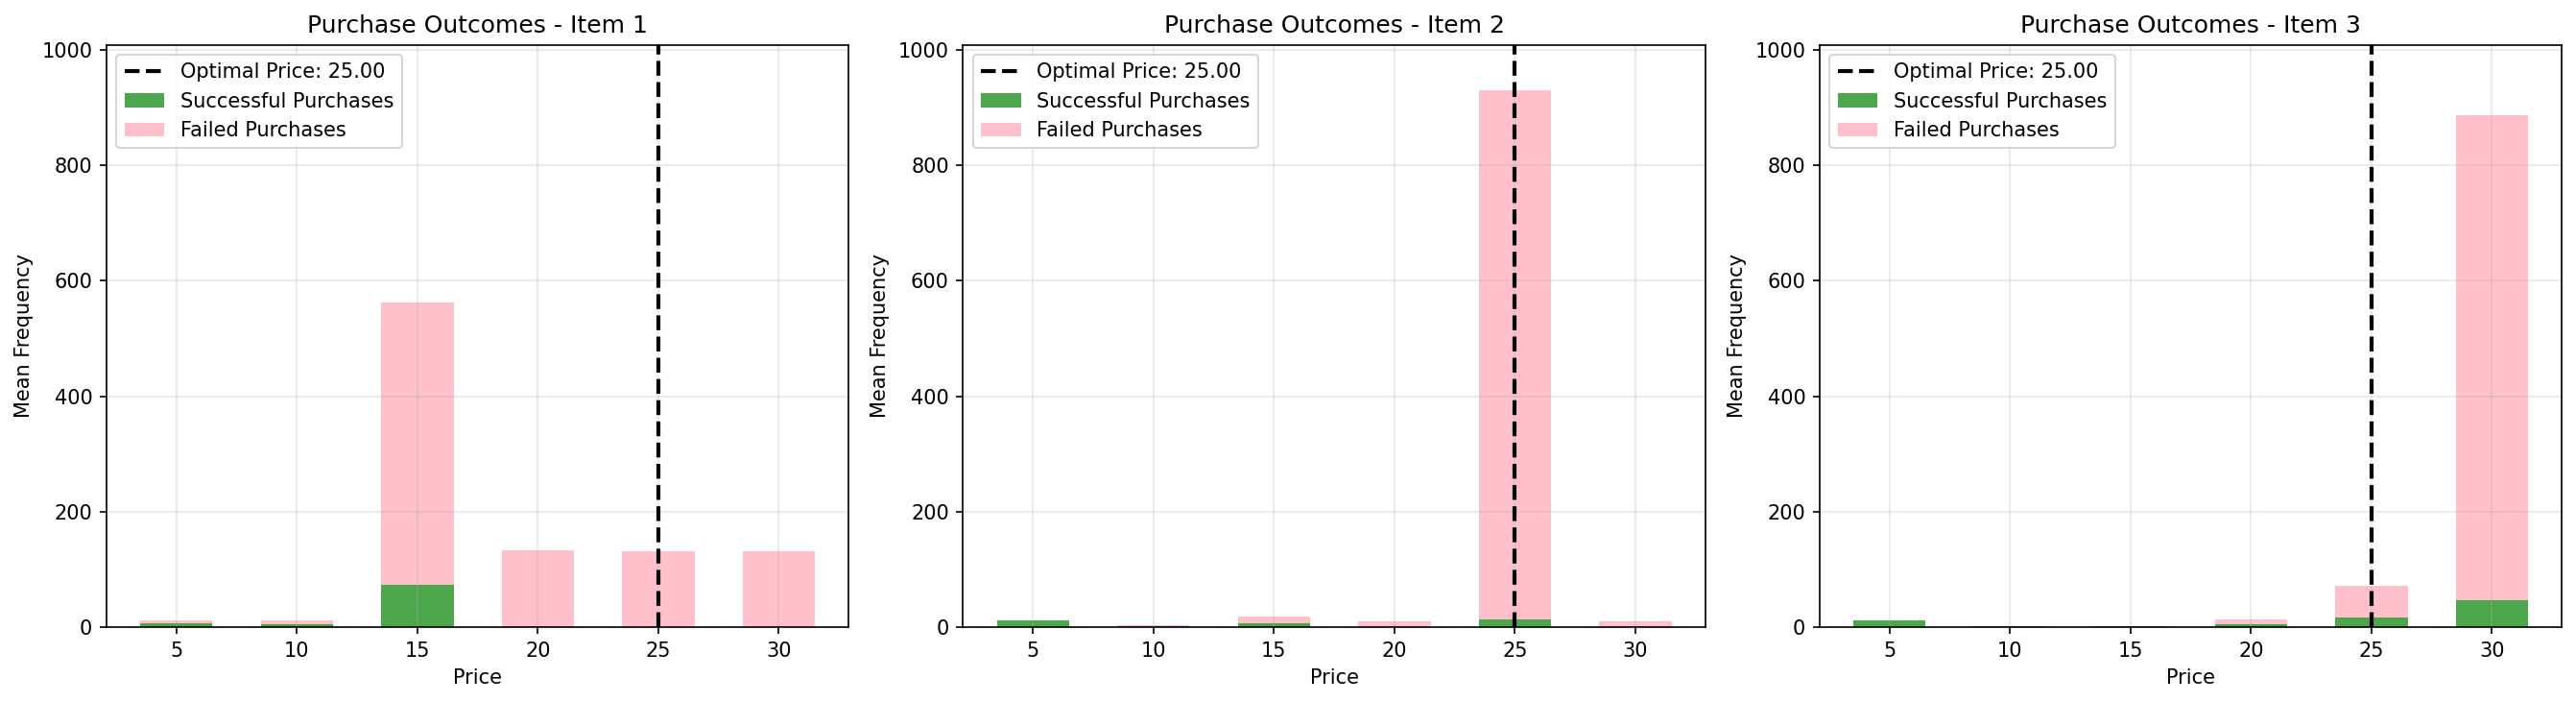 Purchase Outcomes - Item 1
Optimal Price: 25.00
Successful Purchases
Failed Purchases
Mean Frequency
1000
800
600
400
200
0
5 10 15 20 25 30
Price
Purchase Outcomes - Item 2
Optimal Price: 25.00
Successful Purchases
Failed Purchases
Mean Frequency
1000
800
600
400
200
0
5 10 15 20 25 30
Price
Purchase Outcomes - Item 3
Optimal Price: 25.00
Successful Purchases
Failed Purchases
Mean Frequency
1000
800
600
400
200
0
5 10 15 20 25 30
Price